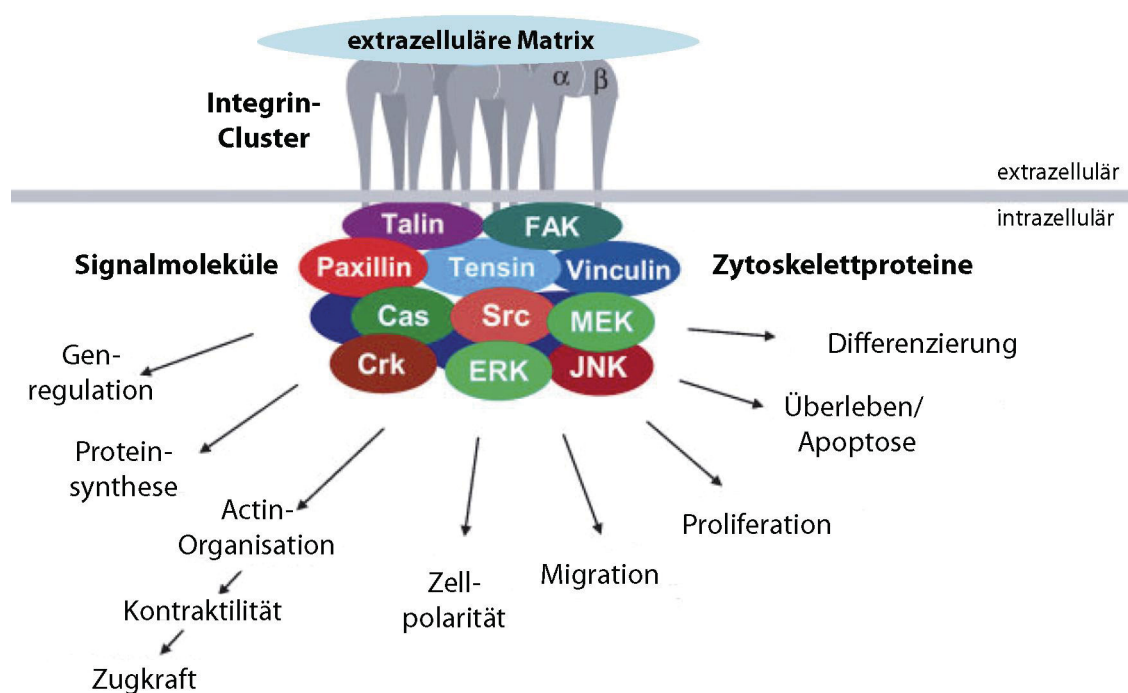 extrazelluläre Matrix
α β
Integrin-
Cluster
extrazellulär
intrazellulär
Talin FAK
Signalmoleküle Paxillin Tensin Vinculin Zytoskelettproteine
Cas Src MEK
Crk ERK JNK
Gen-
regulation
Differenzierung
Protein-
synthese
Überleben/
Apoptose
Actin-
Organisation
Proliferation
Kontraktilität
Zell-
polarität
Migration
Zugkraft